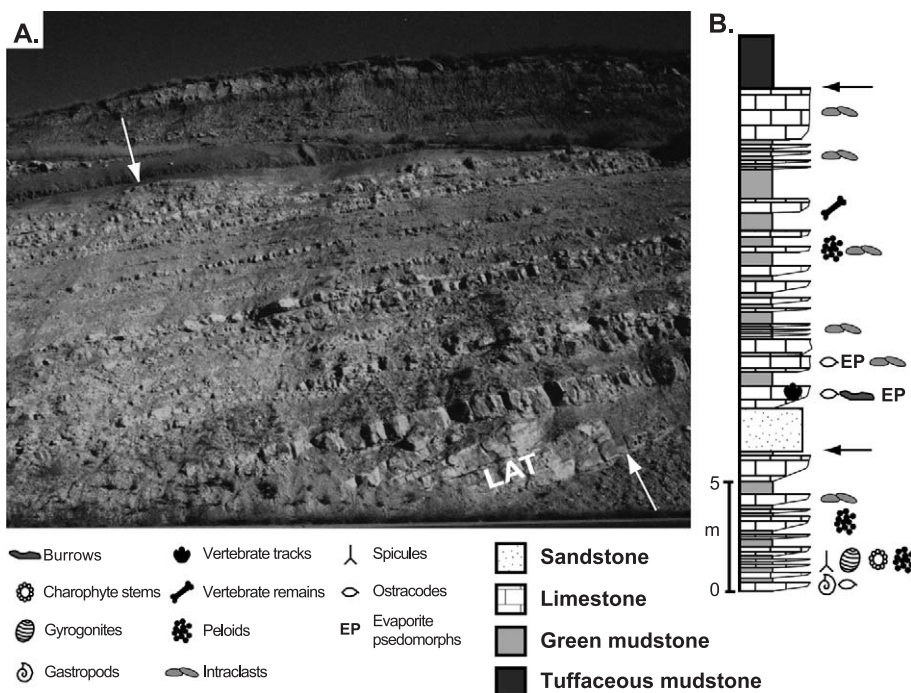 A.
B.
LAT
EP
EP
5
m
0
Burrows
Vertebrate tracks
Spicules
Sandstone
Charophyte stems
Vertebrate remains
Ostracodes
Limestone
Gyrogonites
Peloids
EP Evaporite
psedomorphs
Green mudstone
Gastropods
Intraclasts
Tuffaceous mudstone